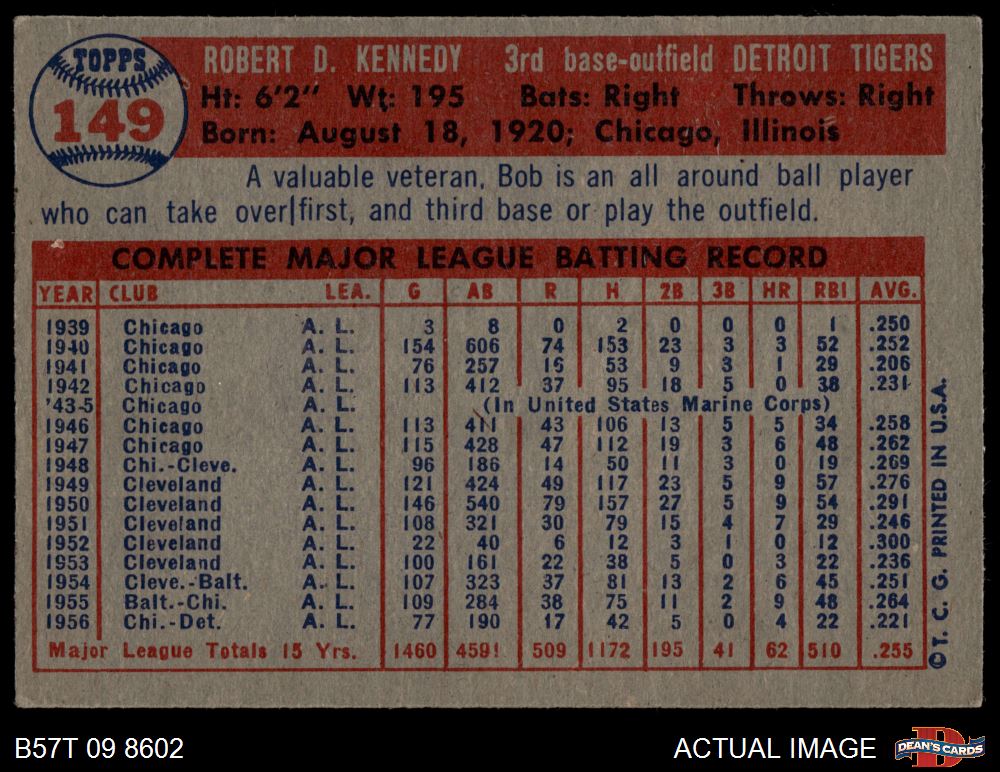 TOPPS
149
ROBERT D. KENNEDY 3rd base-outfield DETROIT TIGERS
Ht: 6'2" Wt: 195 Bats: Right Throws: Right
Born: August 18, 1920; Chicago, Illinois
A valuable veteran, Bob is an all around ball player
who can take over first, and third base or play the outfield.
COMPLETE MAJOR LEAGUE BATTING RECORD
YEAR CLUB LEA. G AB R H 2B 3B HR RBI AVG.
1939 Chicago A. L. 3 8 0 2 0 0 0 1 .250
1940 Chicago A. L. 154 606 74 153 23 3 3 52 .252
1941 Chicago A. L. 76 257 16 53 9 3 1 29 .206
1942 Chicago A. L. 113 412 37 95 18 5 0 38 .231
'43-5 Chicago (In United States Marine Corps)
1946 Chicago A. L. 113 411 43 106 13 5 5 34 .258
1947 Chicago A. L. 115 428 47 112 19 3 6 48 .262
1948 Chi.-Cleve. A. L. 96 186 14 50 11 3 0 19 .269
1949 Cleveland A. L. 121 424 49 117 23 5 9 57 .276
1950 Cleveland A. L. 146 540 79 157 27 5 9 54 .291
1951 Cleveland A. L. 108 321 30 79 15 4 7 29 .246
1952 Cleveland A. L. 22 40 6 12 3 1 0 12 .300
1953 Cleveland A. L. 100 161 22 38 5 0 3 22 .236
1954 Cleve.-Balt. A. L. 107 323 37 81 13 2 6 45 .251
1955 Balt.-Chi. A. L. 109 284 38 75 11 2 9 48 .264
1956 Chi.-Det. A. L. 77 190 17 42 5 0 4 22 .221
Major League Totals 15 Yrs. 1460 4591 509 1172 195 41 62 510 .255
© T. C. G. PRINTED IN U.S.A.
B57T 09 8602
ACTUAL IMAGE
DEAN'S CARDS